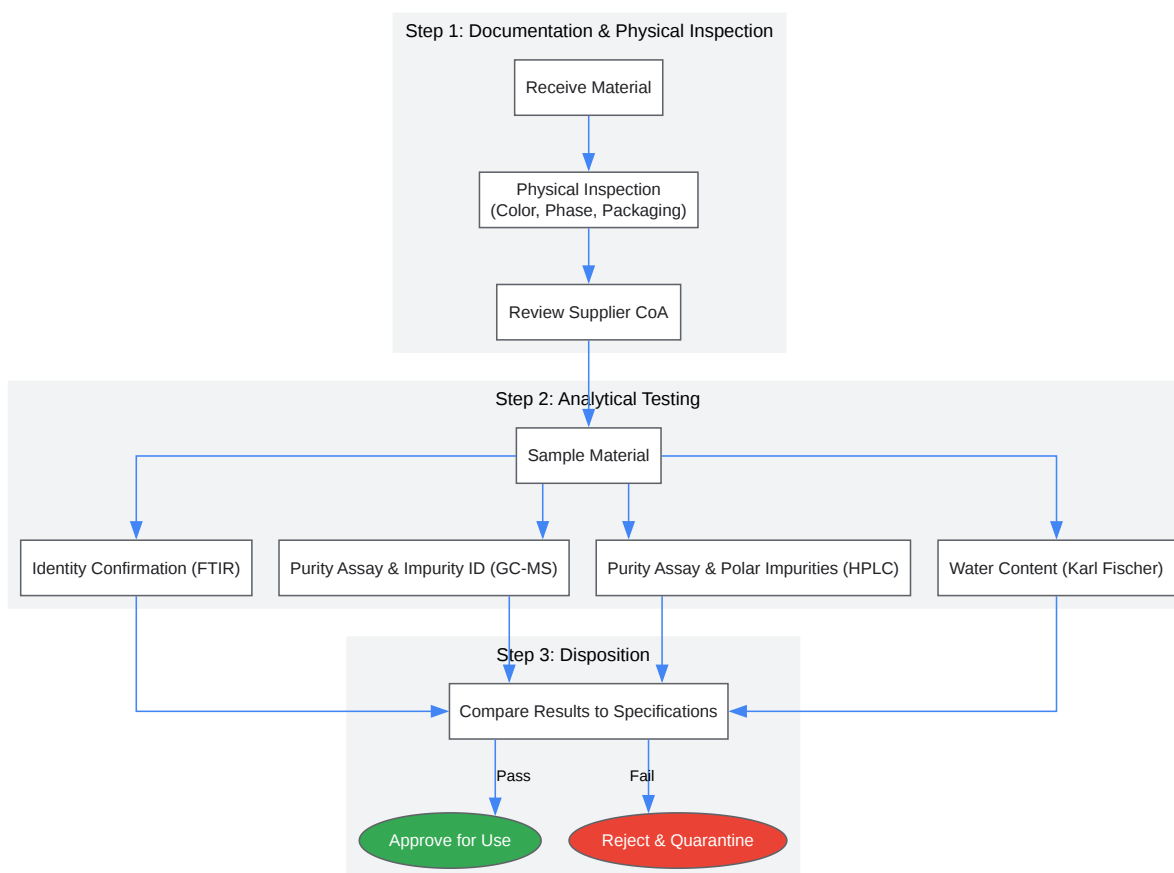 Step 1: Documentation & Physical Inspection
Receive Material
Physical Inspection
(Color, Phase, Packaging)
Review Supplier CoA
Step 2: Analytical Testing
Sample Material
Identity Confirmation (FTIR)
Purity Assay & Impurity ID (GC-MS)
Purity Assay & Polar Impurities (HPLC)
Water Content (Karl Fischer)
Step 3: Disposition
Compare Results to Specifications
Pass
Fail
Approve for Use
Reject & Quarantine